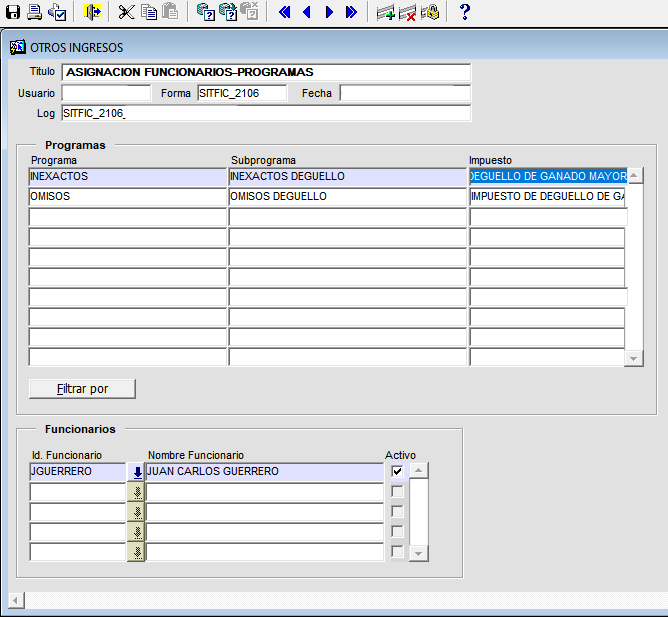 OTROS INGRESOS
Titulo ASIGNACION FUNCIONARIOS-PROGRAMAS
Usuario Forma SITFIC_2106 Fecha
Log SITFIC_2106_
Programas
Programa Subprograma Impuesto
INEXACTOS INEXACTOS DEGUELLO DEGUELLO DE GANADO MAYOR
OMISOS OMISOS DEGUELLO IMPUESTO DE DEGUELLO DE GA
Filtrar por
Funcionarios
Id. Funcionario Nombre Funcionario Activo
JGUERRERO JUAN CARLOS GUERRERO